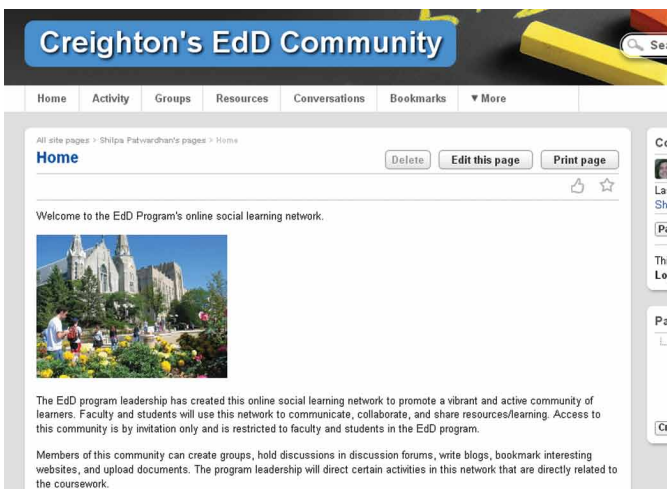 Creighton's EdD Community
Home Activity Groups Resources Conversations Bookmarks ▼ More
All site pages > Shilpa Patwardhan's pages > Home
Home
Delete Edit this page Print page
Welcome to the EdD Program's online social learning network.
The EdD program leadership has created this online social learning network to promote a vibrant and active community of
learners. Faculty and students will use this network to communicate, collaborate, and share resources/learning. Access to
this community is by invitation only and is restricted to faculty and students in the EdD program.
Members of this community can create groups, hold discussions in discussion forums, write blogs, bookmark interesting
websites, and upload documents. The program leadership will direct certain activities in this network that are directly related to
the coursework.